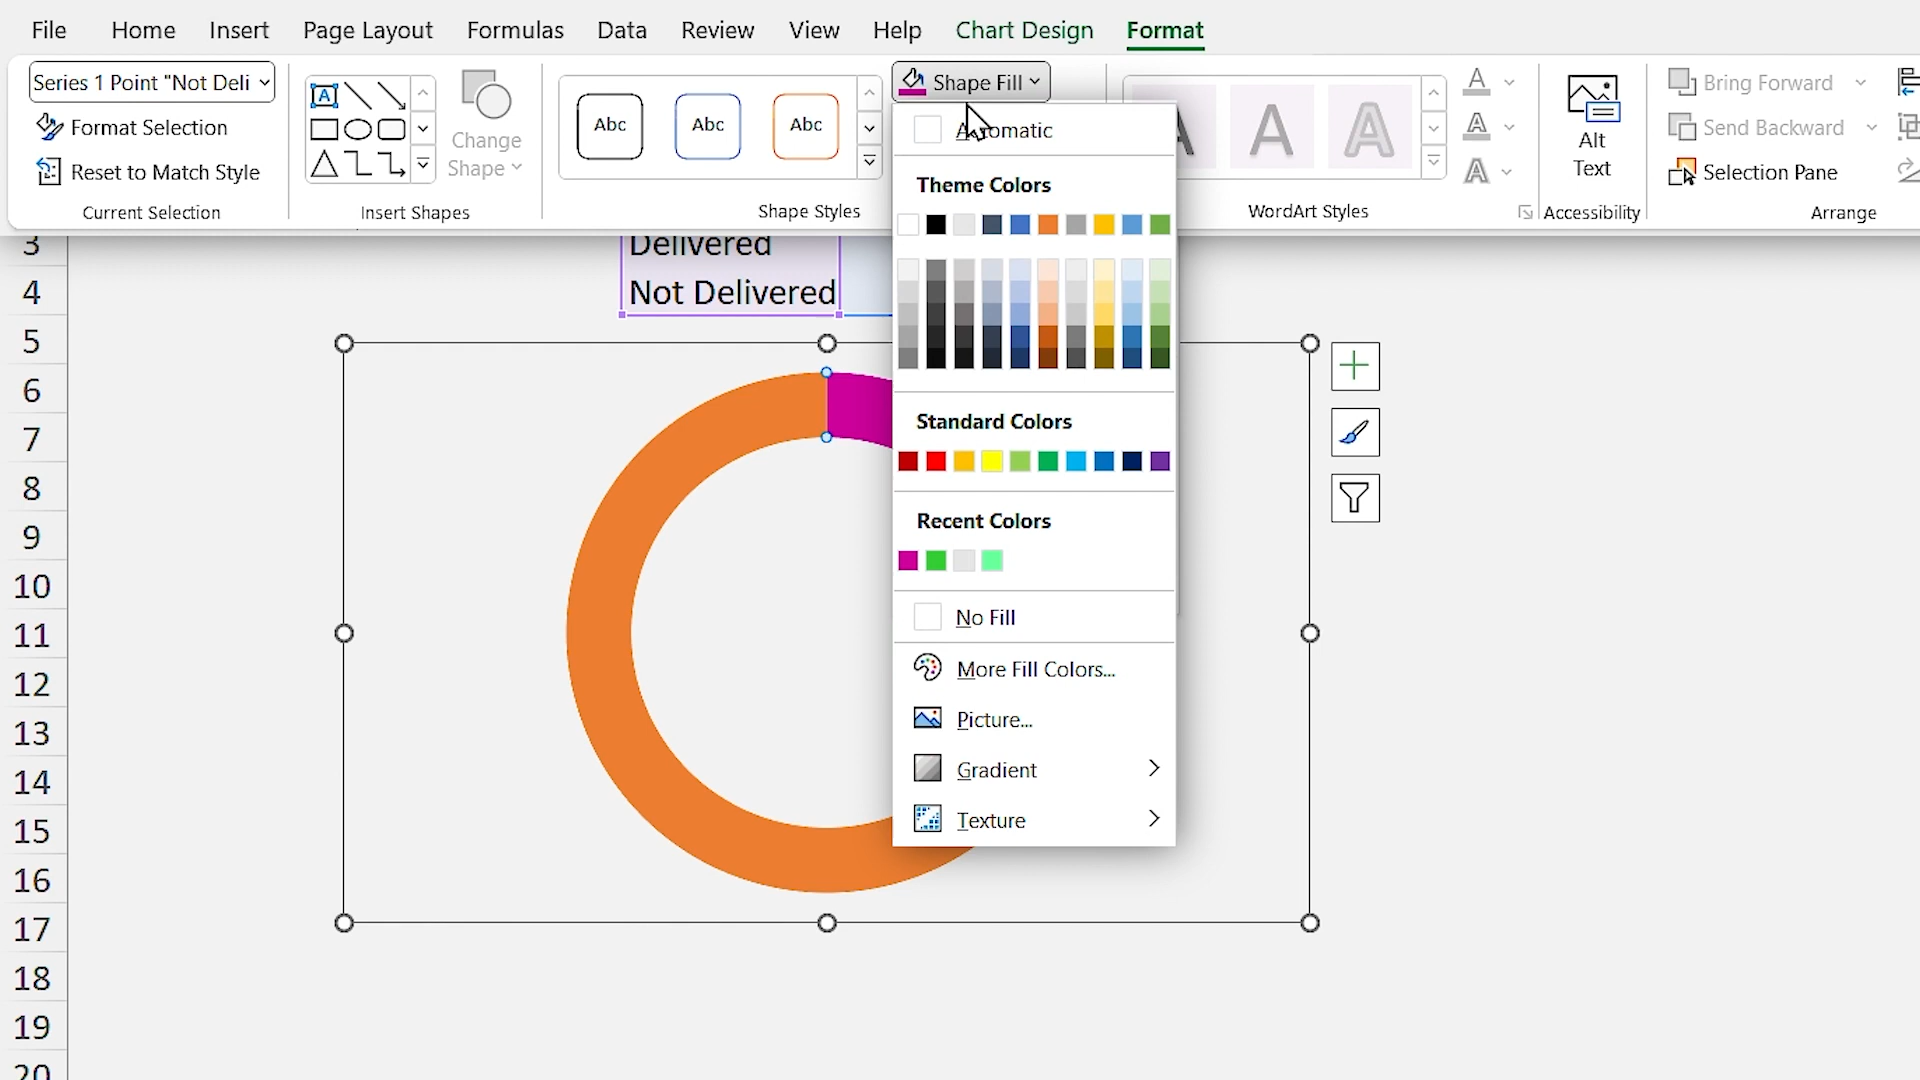 File Home Insert Page Layout Formulas Data Review View Help Chart Design Format
Series 1 Point "Not Deli
Format Selection
Reset to Match Style
Current Selection
Change
Shape
Insert Shapes
Abc Abc Abc
Shape Styles
Shape Fill
A A A
WordArt Styles
A
A
A
Alt
Text
Accessibility
Bring Forward
Send Backward
Selection Pane
Arrange
Automatic
Theme Colors
Standard Colors
Recent Colors
No Fill
More Fill Colors...
Picture...
Gradient
Texture
3 Delivered
4 Not Delivered
5
6
7
8
9
10
11
12
13
14
15
16
17
18
19
20